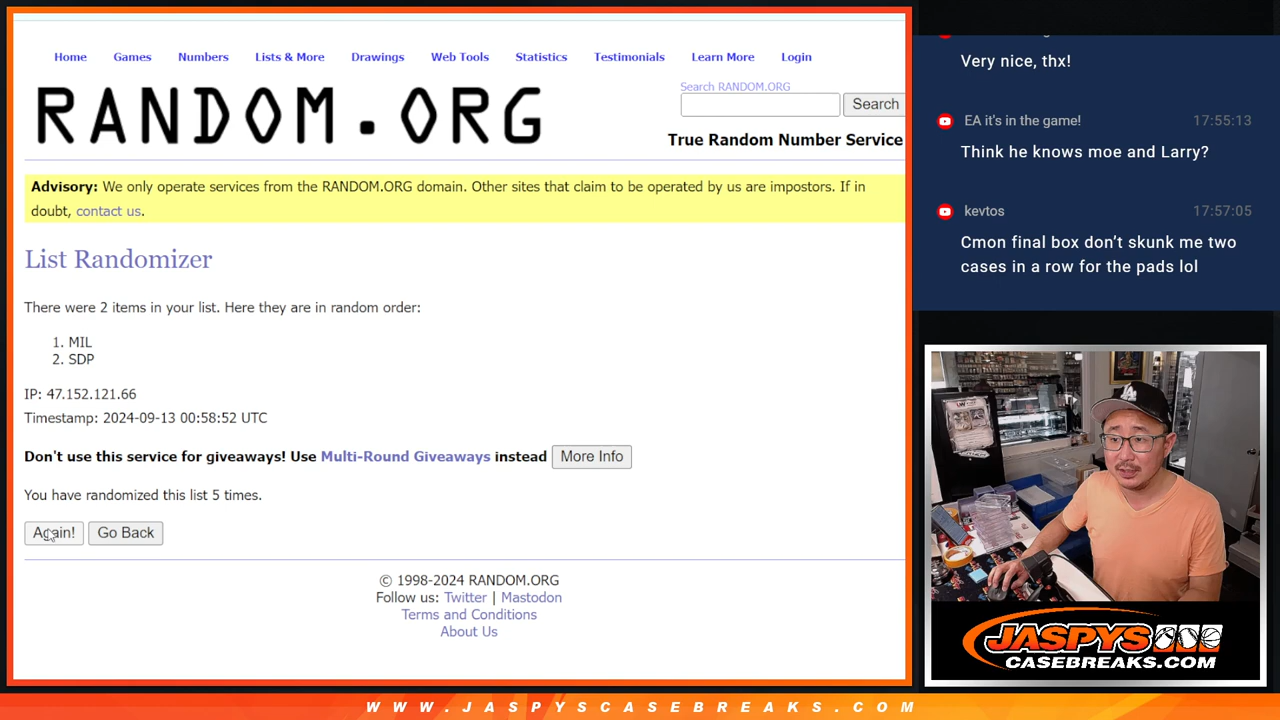 Home Games Numbers Lists & More Drawings Web Tools Statistics Testimonials Learn More Login
RANDOM.ORG
Search RANDOM.ORG
Search
True Random Number Service
Advisory: We only operate services from the RANDOM.ORG domain. Other sites that claim to be operated by us are impostors. If in
doubt, contact us.
List Randomizer
There were 2 items in your list. Here they are in random order:
1. MIL
2. SDP
IP: 47.152.121.66
Timestamp: 2024-09-13 00:58:52 UTC
Don't use this service for giveaways! Use Multi-Round Giveaways instead More Info
You have randomized this list 5 times.
Again! Go Back
© 1998-2024 RANDOM.ORG
Follow us: Twitter | Mastodon
Terms and Conditions
About Us
Very nice, thx!
EA it's in the game! 17:55:13
Think he knows moe and Larry?
kevtos 17:57:05
Cmon final box don’t skunk me two
cases in a row for the pads lol
LA
JASPYS
CASEBREAKS.COM
WWW.JASPYSCASEBREAKS.COM